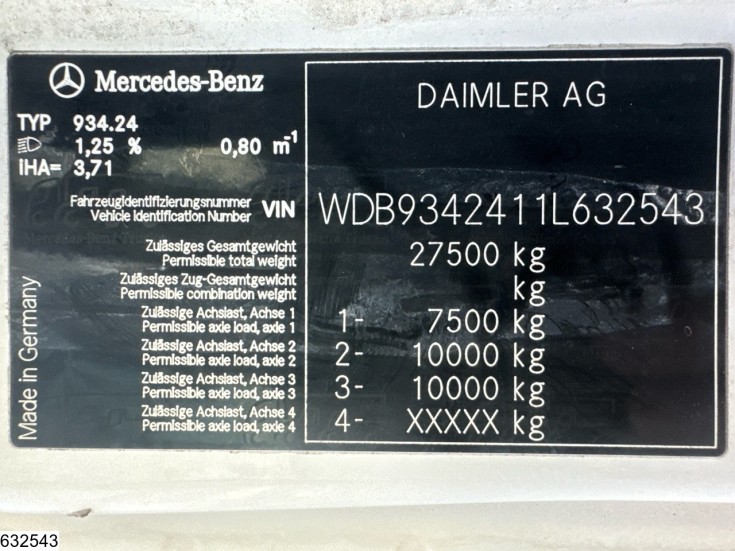 Mercedes-Benz
DAIMLER AG
TYP 934.24
1,25 % 0,80 m⁻¹
iHA= 3,71
Fahrzeugidentifizierungsnummer
Vehicle Identification Number VIN WDB9342411L632543
Zulässiges Gesamtgewicht
Permissible total weight 27500 kg
Zulässiges Zug-Gesamtgewicht
Permissible combination weight kg
Zulässige Achslast, Achse 1
Permissible axle load, axle 1 1- 7500 kg
Zulässige Achslast, Achse 2
Permissible axle load, axle 2 2- 10000 kg
Zulässige Achslast, Achse 3
Permissible axle load, axle 3 3- 10000 kg
Zulässige Achslast, Achse 4
Permissible axle load, axle 4 4- XXXXX kg
Made in Germany
632543